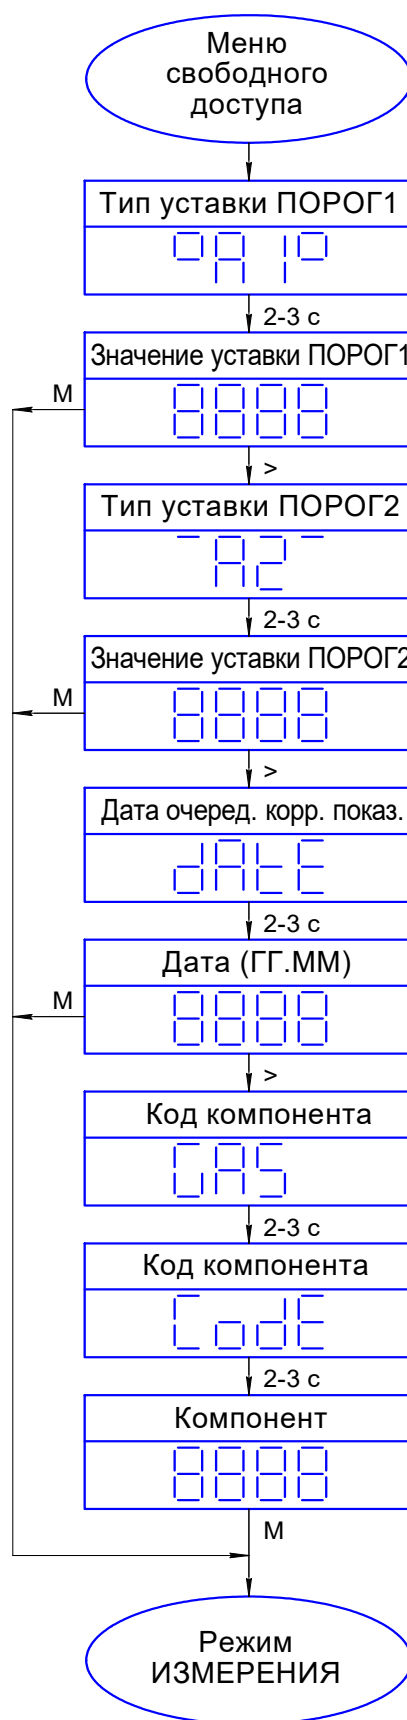 Меню
свободного
доступа
Тип уставки ПОРОГ1
°A1°
2-3 с
Значение уставки ПОРОГ1
М
8888
>
Тип уставки ПОРОГ2
¯A2¯
2-3 с
Значение уставки ПОРОГ2
М
8888
>
Дата очеред. корр. показ.
dAtE
2-3 с
Дата (ГГ.ММ)
М
8888
>
Код компонента
GAS
2-3 с
Код компонента
CodE
2-3 с
Компонент
8888
М
Режим
ИЗМЕРЕНИЯ